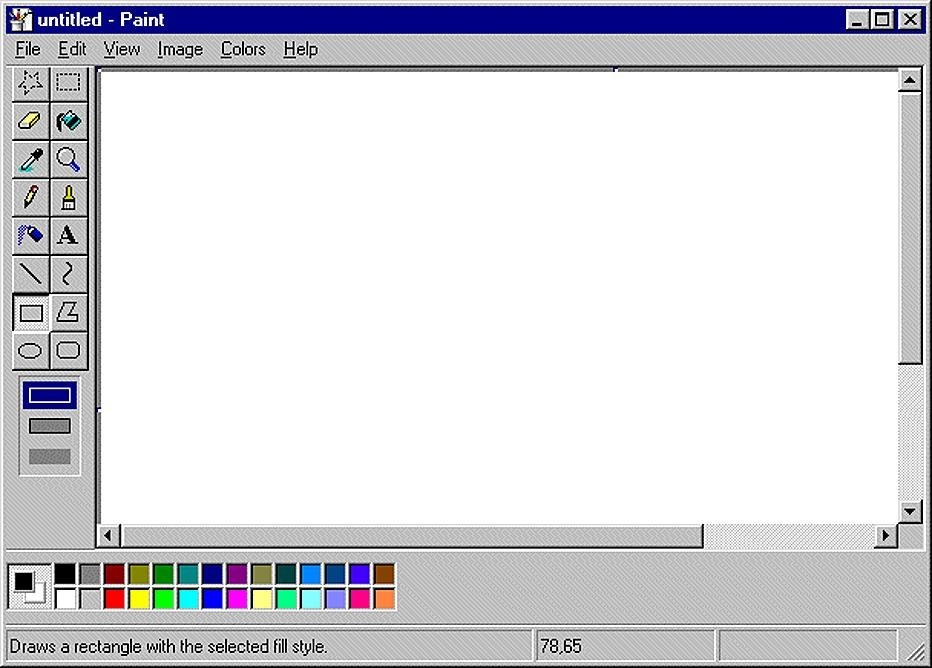 untitled - Paint
File Edit View Image Colors Help
A
Draws a rectangle with the selected fill style.
78,65